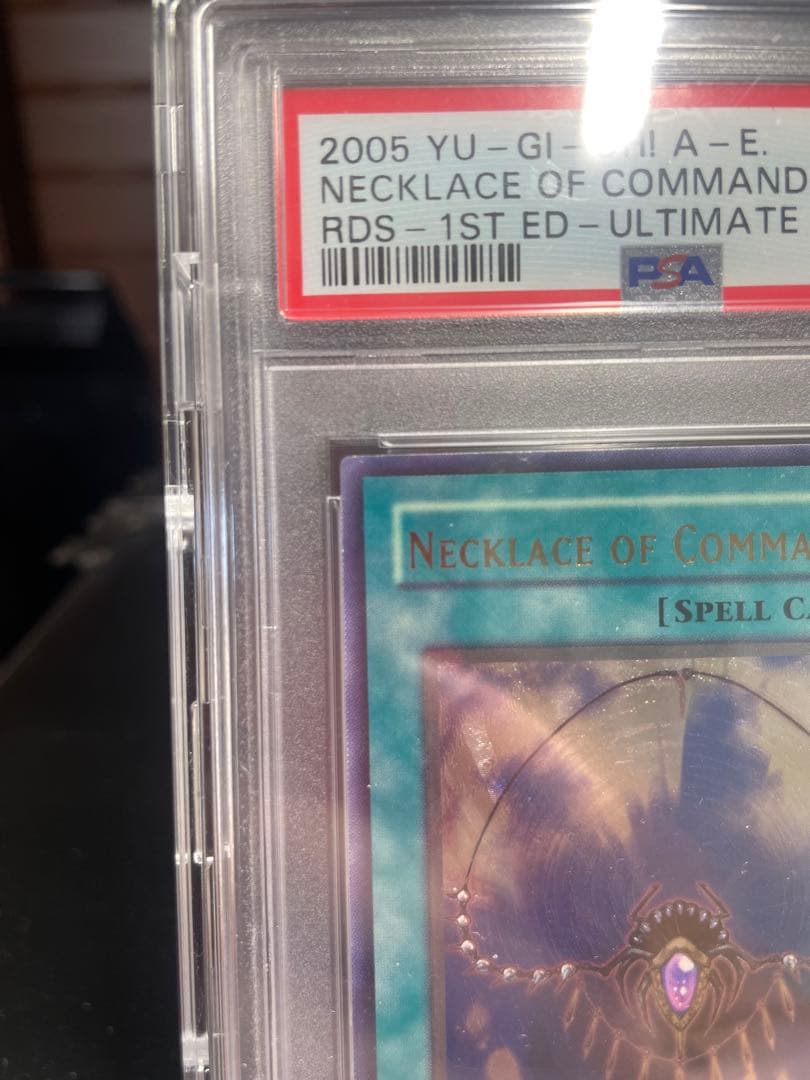 2005 YU-GI- A-E.
NECKLACE OF COMMAND
RDS-1ST ED-ULTIMATE
PSA
NECKLACE OF COMMA
[SPELL CA